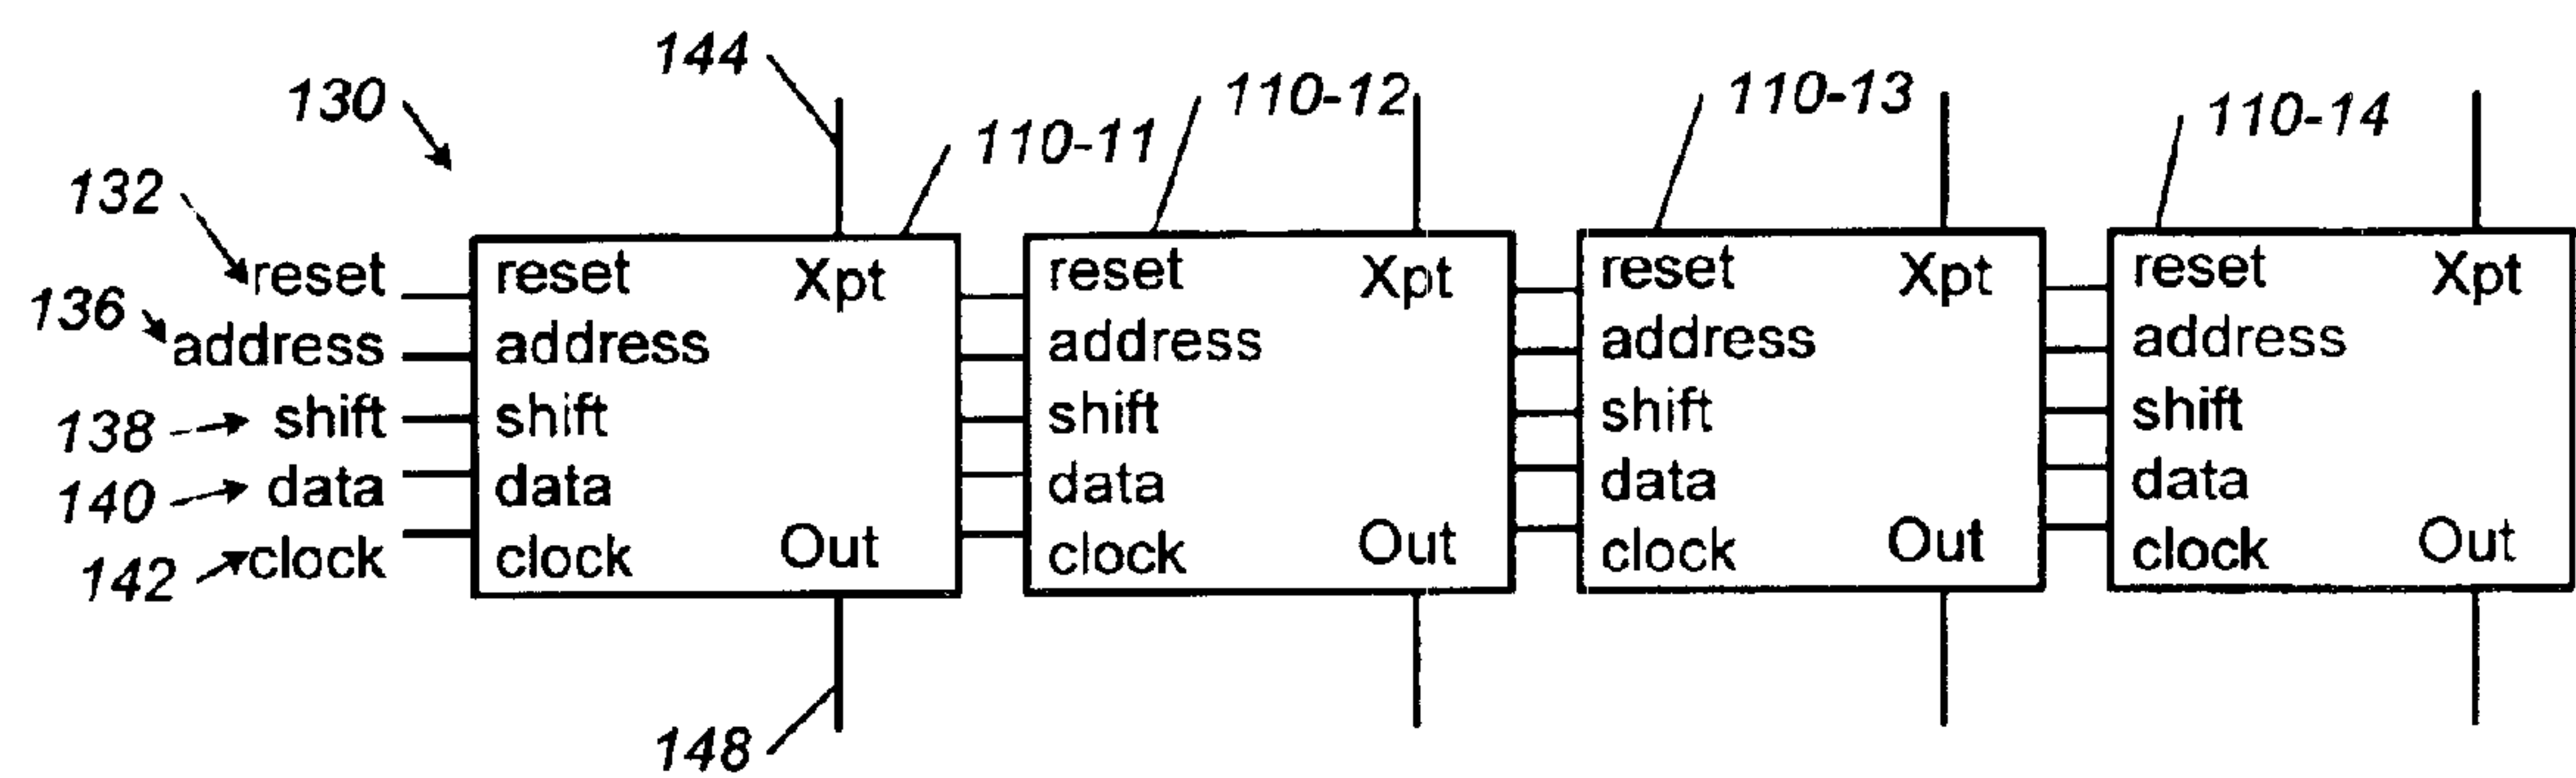 144
130
110-12
110-13
110-14
110-11
132
reset
reset Xpt
reset Xpt
reset Xpt
reset Xpt
136
address
address
address
address
address
138
shift
shift
shift
shift
shift
140
data
data
data
data
data
142
clock
clock Out
clock Out
clock Out
clock Out
148